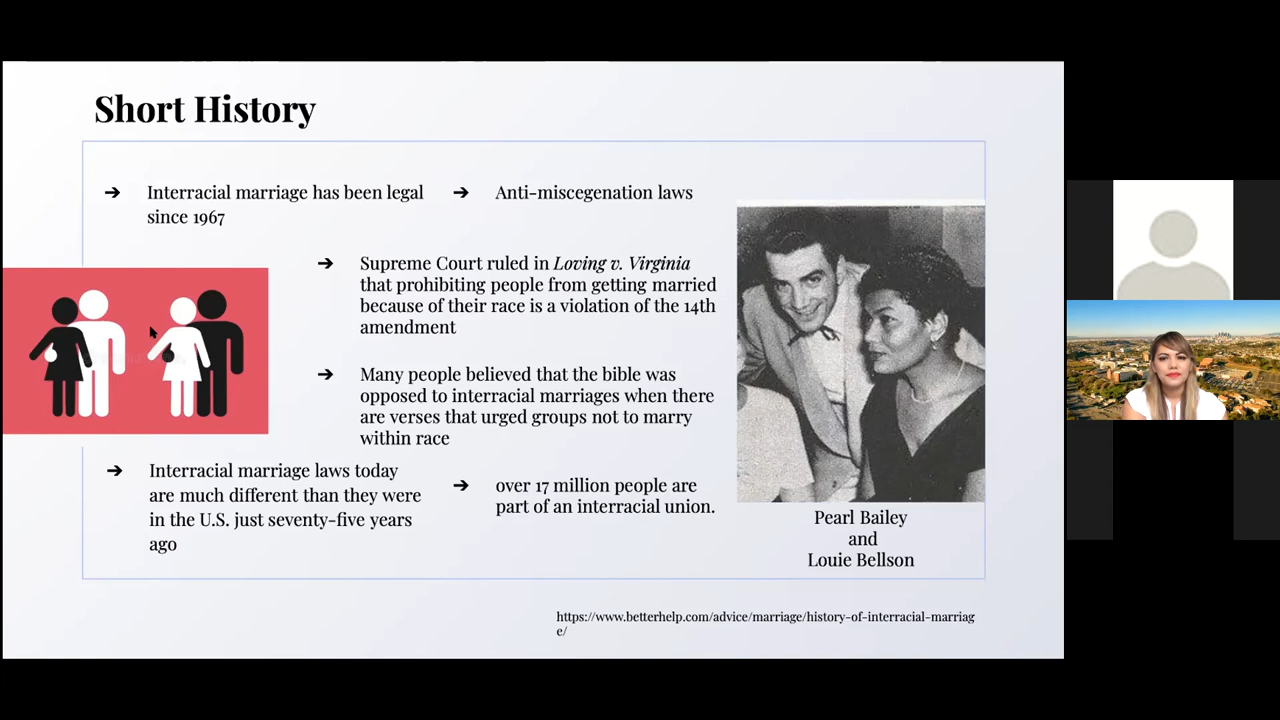 Short History
➔ Interracial marriage has been legal
since 1967
➔ Anti-miscegenation laws
➔ Supreme Court ruled in Loving v. Virginia
that prohibiting people from getting married
because of their race is a violation of the 14th
amendment
➔ Many people believed that the bible was
opposed to interracial marriages when there
are verses that urged groups not to marry
within race
➔ Interracial marriage laws today
are much different than they were
in the U.S. just seventy-five years
ago
➔ over 17 million people are
part of an interracial union.
Pearl Bailey
and
Louie Bellson
https://www.betterhelp.com/advice/marriage/history-of-interracial-marriag
e/